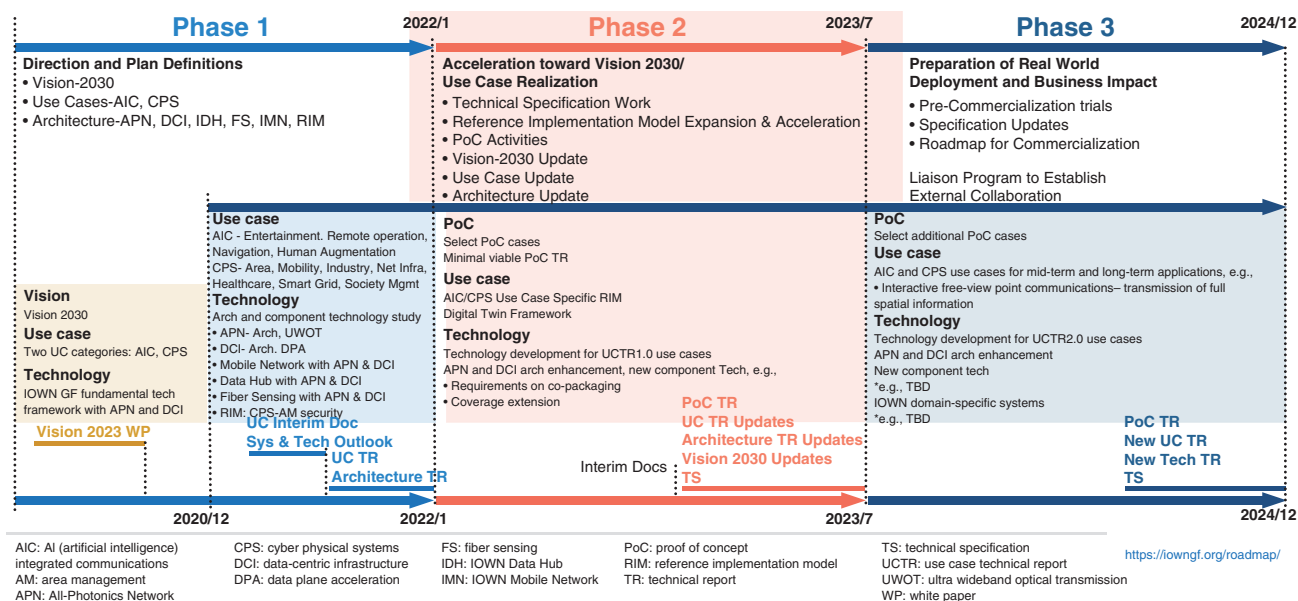 Phase 1
2022/1
Phase 2
2023/7
Phase 3
2024/12
Direction and Plan Definitions
• Vision-2030
• Use Cases-AIC, CPS
• Architecture-APN, DCI, IDH, FS, IMN, RIM
Acceleration toward Vision 2030/
Use Case Realization
• Technical Specification Work
• Reference Implementation Model Expansion & Acceleration
• PoC Activities
• Vision-2030 Update
• Use Case Update
• Architecture Update
Preparation of Real World
Deployment and Business Impact
• Pre-Commercialization trials
• Specification Updates
• Roadmap for Commercialization
Liaison Program to Establish
External Collaboration
Vision
Vision 2030
Use case
Two UC categories: AIC, CPS
Technology
IOWN GF fundamental tech
framework with APN and DCI
Vision 2023 WP
Use case
AIC - Entertainment. Remote operation,
Navigation, Human Augmentation
CPS- Area, Mobility, Industry, Net Infra,
Healthcare, Smart Grid, Society Mgmt
Technology
Arch and component technology study
• APN- Arch, UWOT
• DCI- Arch. DPA
• Mobile Network with APN & DCI
• Data Hub with APN & DCI
• Fiber Sensing with APN & DCI
• RIM: CPS-AM security
UC Interim Doc
Sys & Tech Outlook
UC TR
Architecture TR
PoC
Select PoC cases
Minimal viable PoC TR
Use case
AIC/CPS Use Case Specific RIM
Digital Twin Framework
Technology
Technology development for UCTR1.0 use cases
APN and DCI arch enhancement, new component Tech, e.g.,
• Requirements on co-packaging
• Coverage extension
Interim Docs
PoC TR
UC TR Updates
Architecture TR Updates
Vision 2030 Updates
TS
PoC
Select additional PoC cases
Use case
AIC and CPS use cases for mid-term and long-term applications, e.g.,
• Interactive free-view point communications– transmission of full
spatial information
Technology
Technology development for UCTR2.0 use cases
APN and DCI arch enhancement
New component tech
*e.g., TBD
IOWN domain-specific systems
*e.g., TBD
PoC TR
New UC TR
New Tech TR
TS
2020/12
2022/1
2023/7
2024/12
AIC: AI (artificial intelligence)
integrated communications
AM: area management
APN: All-Photonics Network
CPS: cyber physical systems
DCI: data-centric infrastructure
DPA: data plane acceleration
FS: fiber sensing
IDH: IOWN Data Hub
IMN: IOWN Mobile Network
PoC: proof of concept
RIM: reference implementation model
TR: technical report
TS: technical specification
UCTR: use case technical report
UWOT: ultra wideband optical transmission
WP: white paper
https://iowngf.org/roadmap/